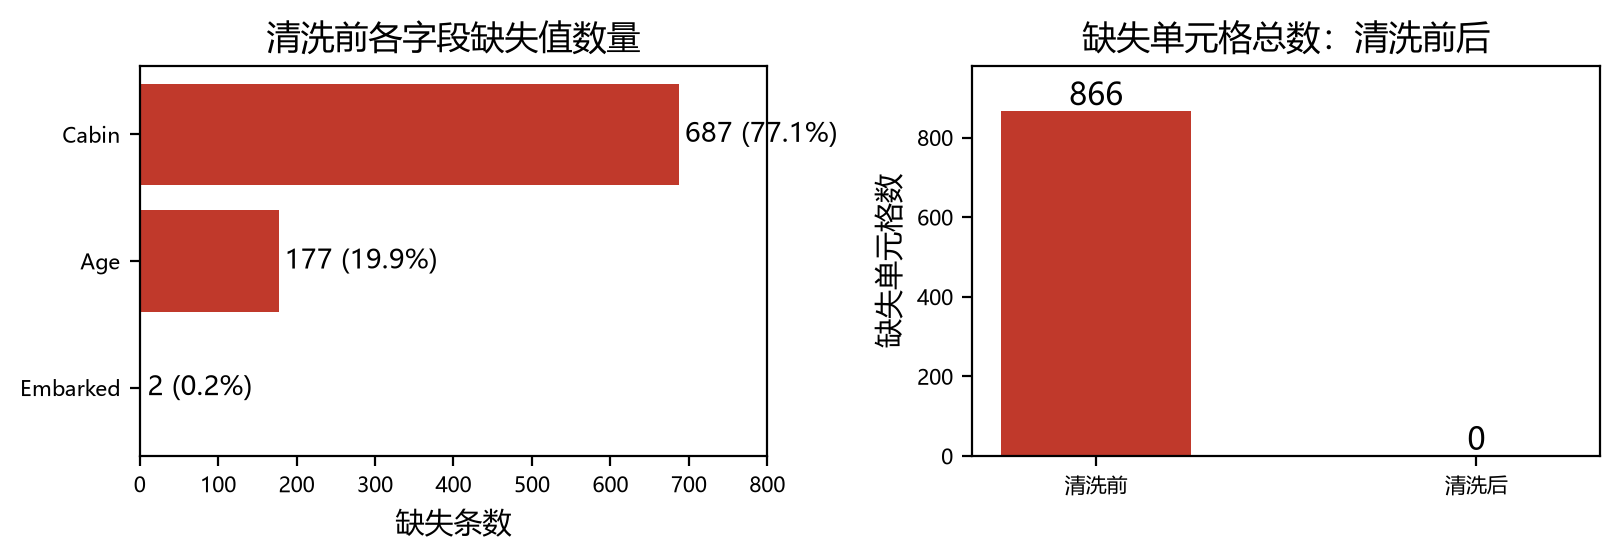 清洗前各字段缺失值数量
Cabin
687 (77.1%)
Age
177 (19.9%)
Embarked
2 (0.2%)
0 100 200 300 400 500 600 700 800
缺失条数
缺失单元格总数：清洗前后
缺失单元格数
866
800
600
400
200
0
0
清洗前 清洗后